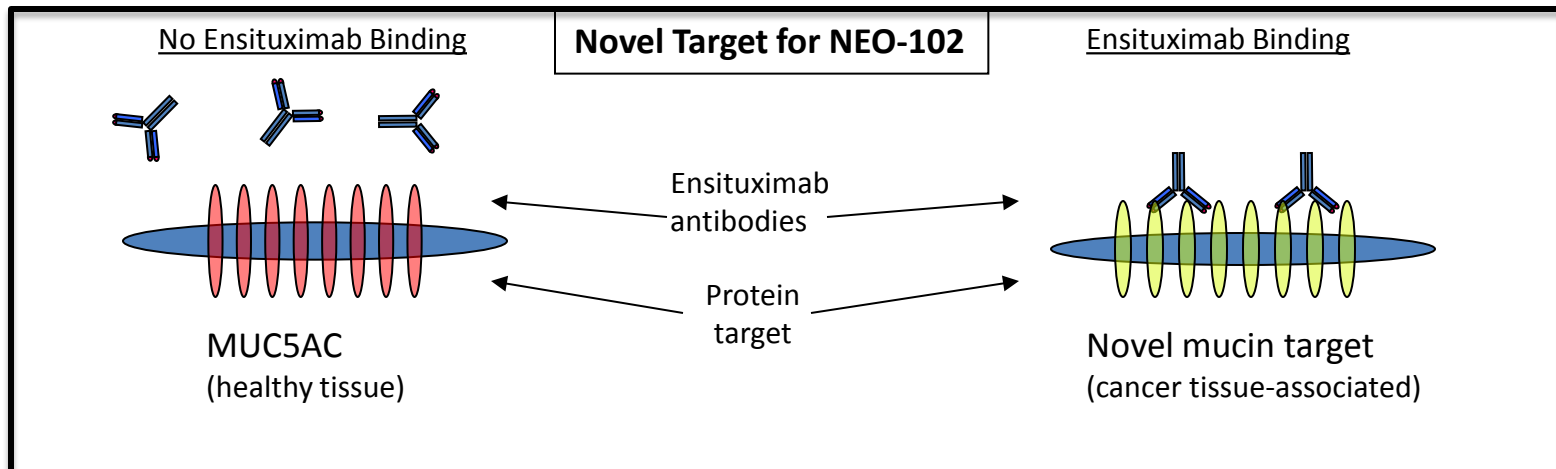 No Ensituximab Binding
Novel Target for NEO-102
Ensituximab Binding
Ensituximab
antibodies
Protein
target
MUC5AC
(healthy tissue)
Novel mucin target
(cancer tissue-associated)